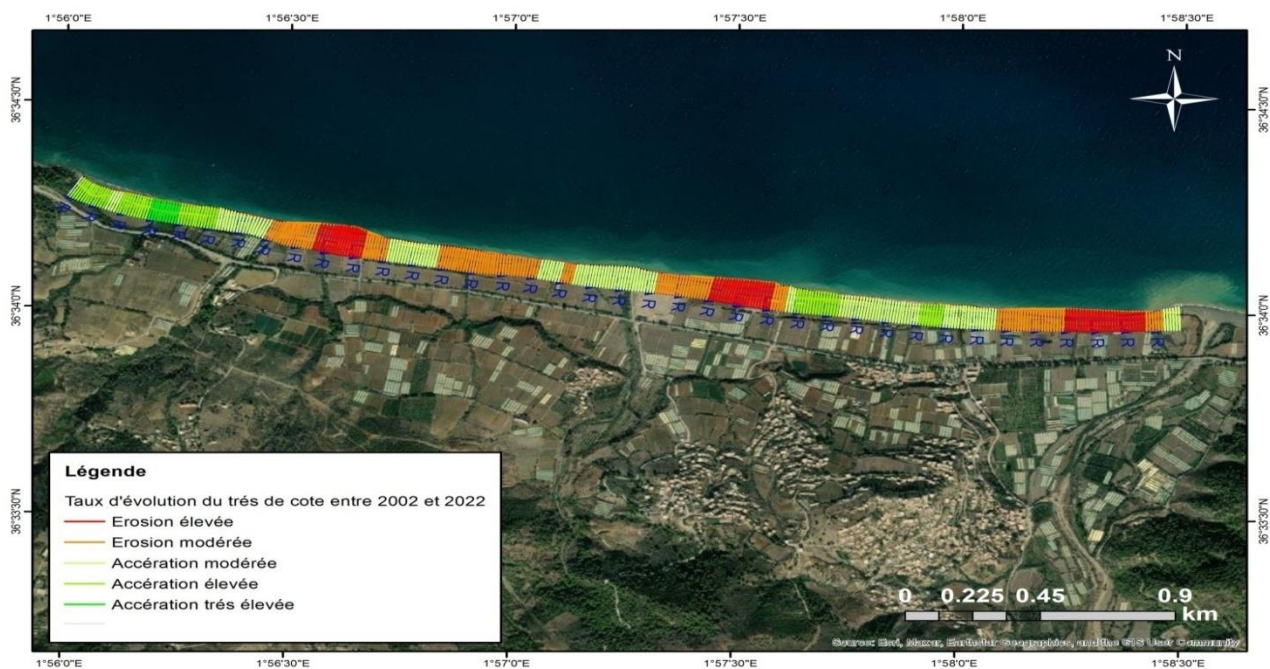 1°56'0"E 1°56'30"E 1°57'0"E 1°57'30"E 1°58'0"E 1°58'30"E
N
36°34'30"N 36°34'30"N
36°34'0"N 36°34'0"N
Légende
Taux d'évolution du trés de cote entre 2002 et 2022
Erosion élevée
Erosion modérée
Accération modérée
Accération élevée
Accération trés élevée
36°33'30"N 36°33'30"N
0 0.225 0.45 0.9
km
Source: Esri, Maxar, Earthstar Geographics, and the GIS User Community
1°56'0"E 1°56'30"E 1°57'0"E 1°57'30"E 1°58'0"E 1°58'30"E